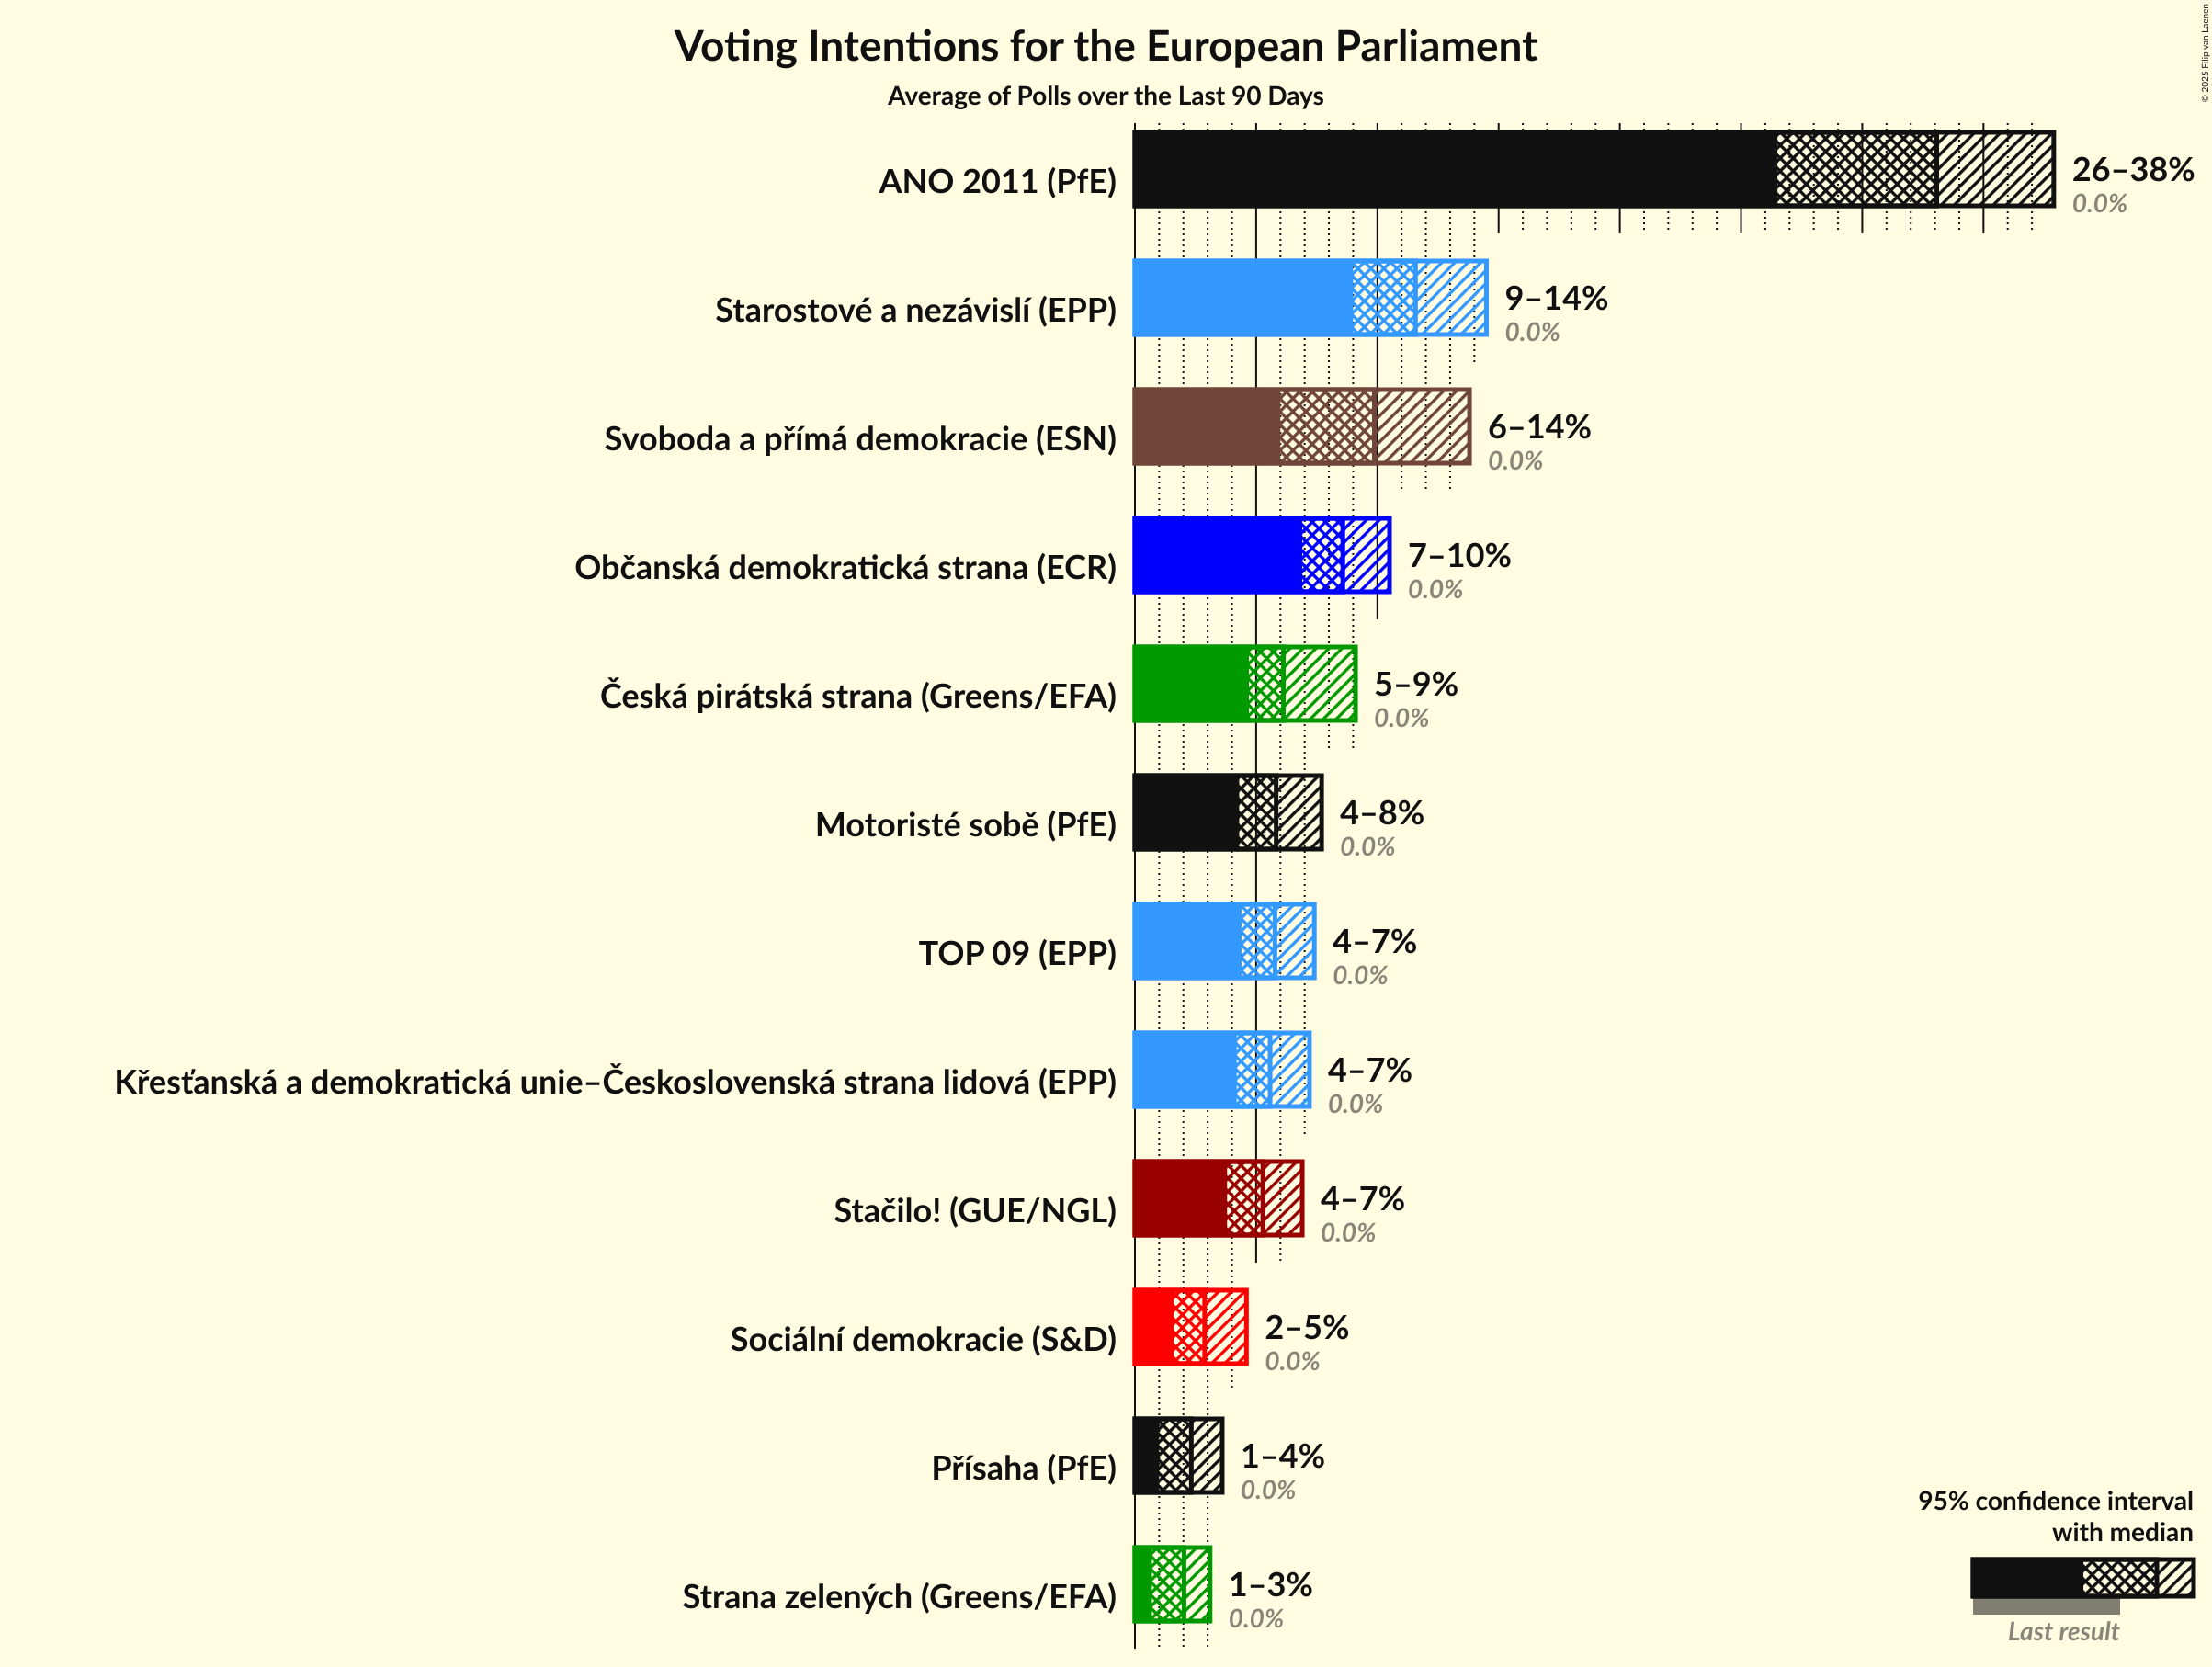 Voting Intentions for the European Parliament
Average of Polls over the Last 90 Days
© 2025 Filip van Laenen
ANO 2011 (PfE)
26–38%
0.0%
Starostové a nezávislí (EPP)
9–14%
0.0%
Svoboda a přímá demokracie (ESN)
6–14%
0.0%
Občanská demokratická strana (ECR)
7–10%
0.0%
Česká pirátská strana (Greens/EFA)
5–9%
0.0%
Motoristé sobě (PfE)
4–8%
0.0%
TOP 09 (EPP)
4–7%
0.0%
Křesťanská a demokratická unie–Československá strana lidová (EPP)
4–7%
0.0%
Stačilo! (GUE/NGL)
4–7%
0.0%
Sociální demokracie (S&D)
2–5%
0.0%
Přísaha (PfE)
1–4%
0.0%
Strana zelených (Greens/EFA)
1–3%
0.0%
95% confidence interval
with median
Last result